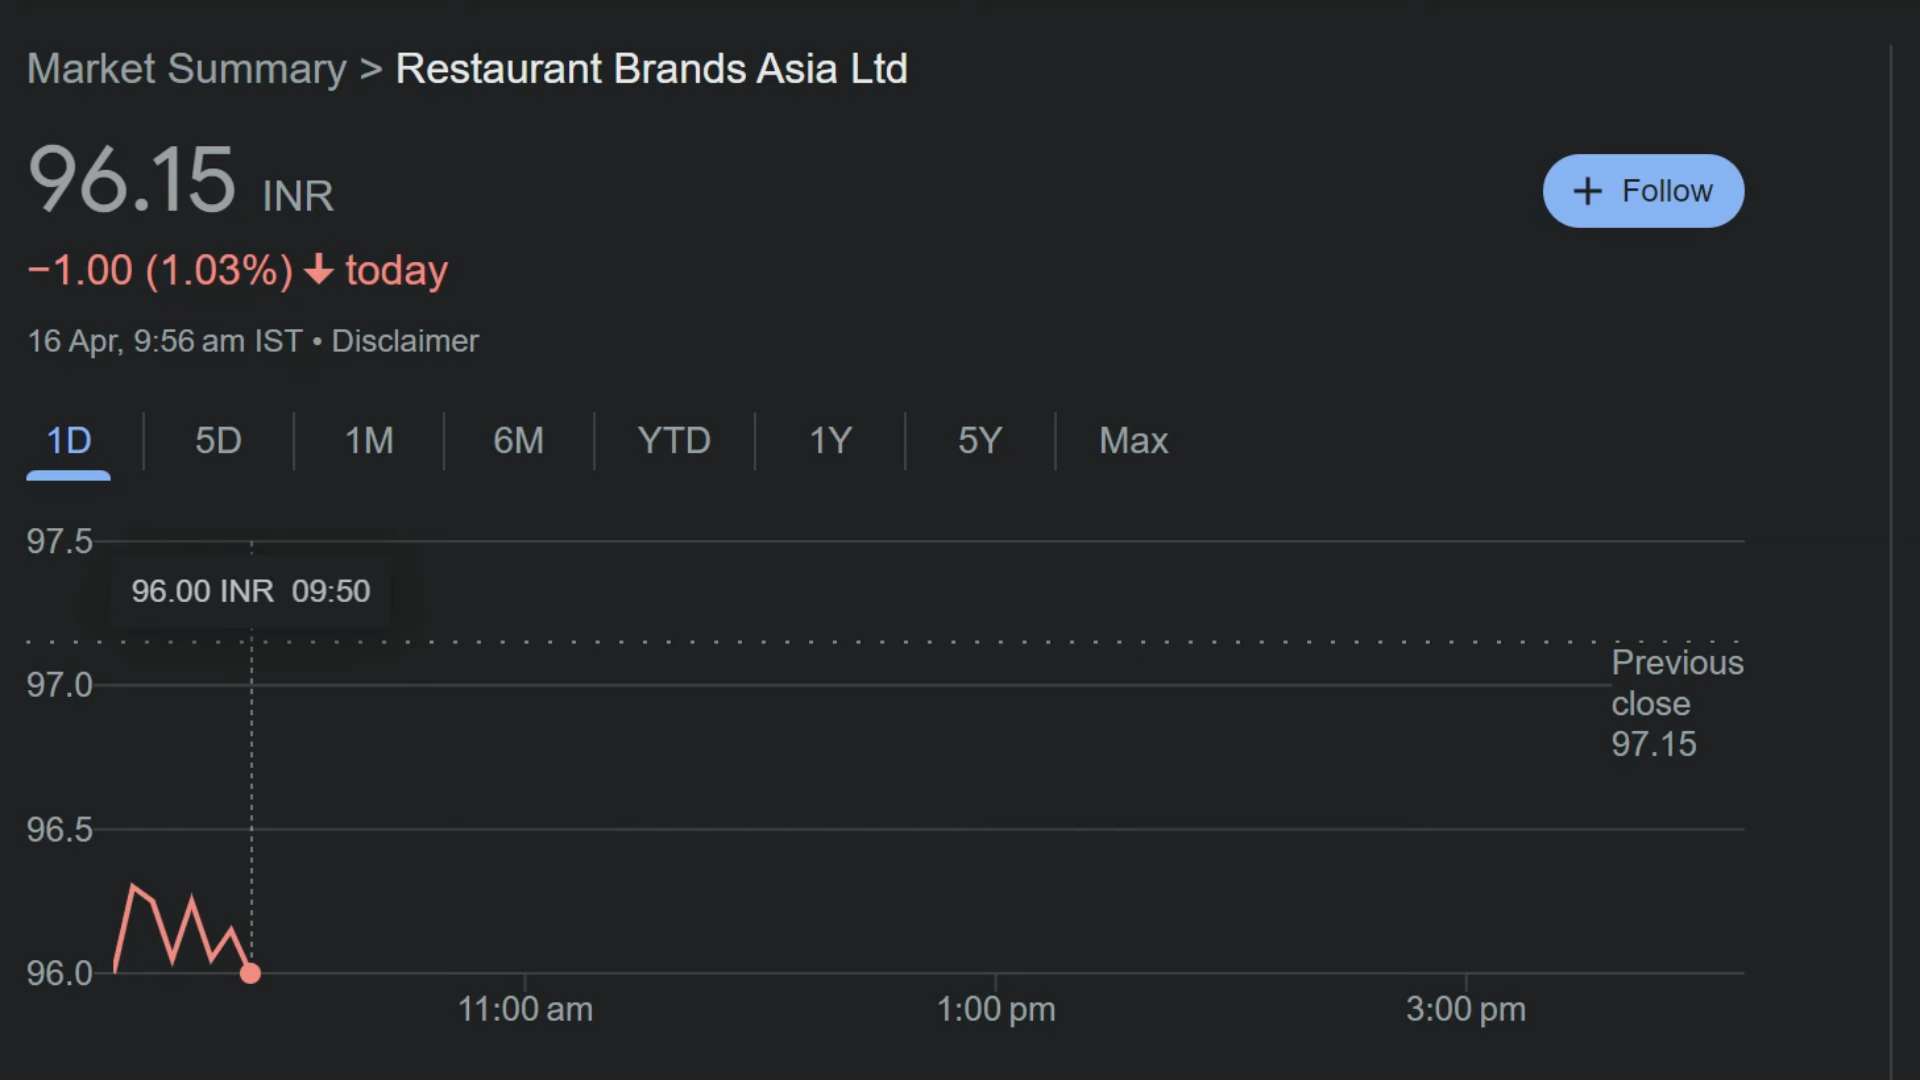 Market Summary > Restaurant Brands Asia Ltd
96.15 INR
+ Follow
−1.00 (1.03%) ↓ today
16 Apr, 9:56 am IST • Disclaimer
1D 5D 1M 6M YTD 1Y 5Y Max
97.5
96.00 INR 09:50
97.0
Previous
close
97.15
96.5
96.0
11:00 am 1:00 pm 3:00 pm